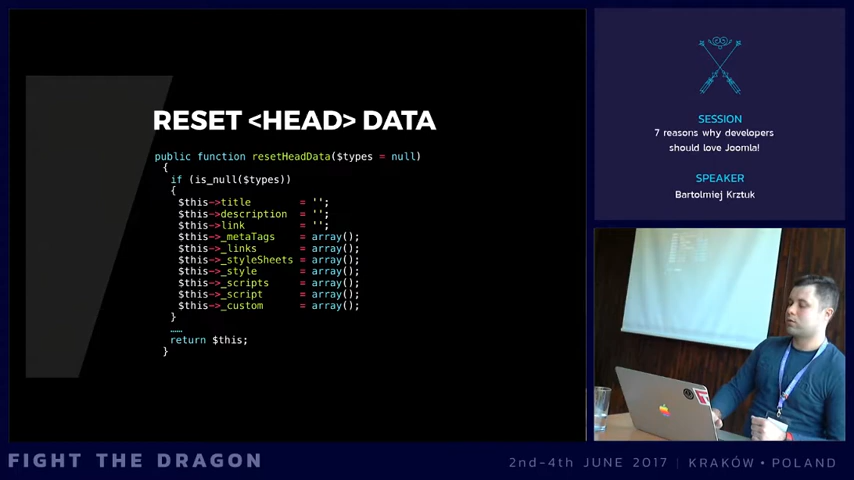 RESET <HEAD> DATA
public function resetHeadData($types = null)
{
if (is_null($types))
{
$this->title = '';
$this->description = '';
$this->link = '';
$this->_metaTags = array();
$this->_links = array();
$this->_styleSheets = array();
$this->_style = array();
$this->_scripts = array();
$this->_script = array();
$this->_custom = array();
}
……
return $this;
}
SESSION
7 reasons why developers
should love Joomla!
SPEAKER
Bartolmiej Krztuk
FIGHT THE DRAGON
2nd-4th JUNE 2017 | KRAKÓW • POLAND